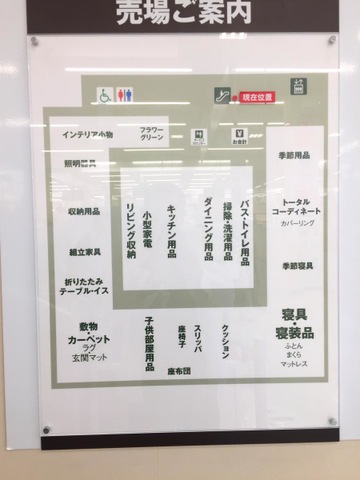 売場ご案内
現在位置
インテリア小物
フラワー
グリーン
お会計
季節用品
照明器具
収納用品
組立家具
折りたたみ
テーブル・イス
敷物
・
カーペット
ラグ
玄関マット
リビング収納
小型家電
キッチン用品
ダイニング用品
掃除・洗濯用品
バス・トイレ用品
トータル
コーディネート
カバーリング
季節寝具
寝具
・
寝装品
ふとん
まくら
マットレス
子供部屋用品
座椅子
スリッパ
クッション
座布団